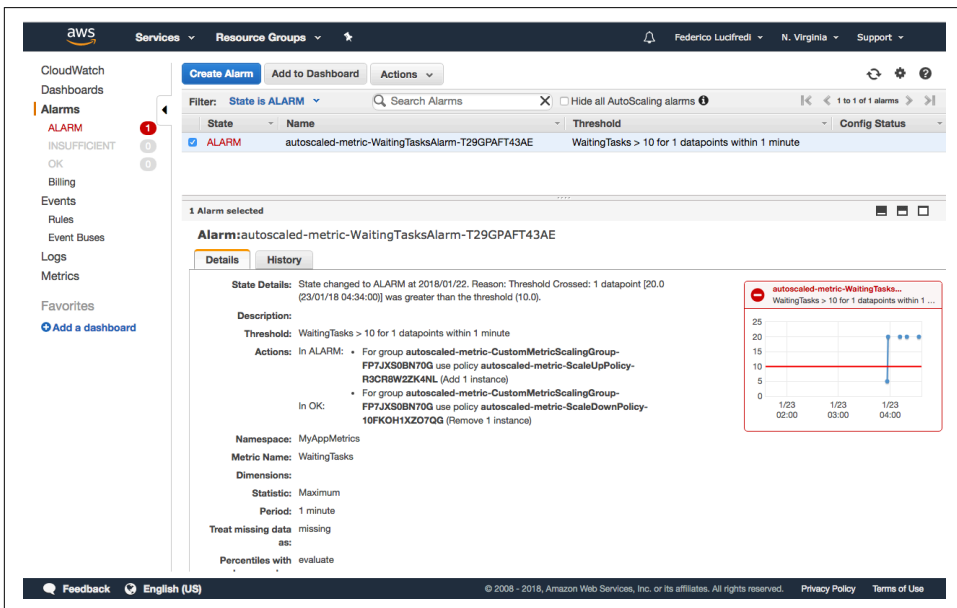 aws Services Resource Groups Federico Lucifredi N. Virginia Support
CloudWatch
Dashboards
Alarms
ALARM 1
INSUFFICIENT 0
OK 0
Billing
Events
Rules
Event Buses
Logs
Metrics
Favorites
Add a dashboard
Create Alarm Add to Dashboard Actions
Filter: State is ALARM Search Alarms X Hide all AutoScaling alarms 1 to 1 of 1 alarms
State Name Threshold Config Status
ALARM autoscaled-metric-WaitingTasksAlarm-T29GPAFT43AE WaitingTasks > 10 for 1 datapoints within 1 minute
1 Alarm selected
Alarm:autoscaled-metric-WaitingTasksAlarm-T29GPAFT43AE
Details History
State Details: State changed to ALARM at 2018/01/22. Reason: Threshold Crossed: 1 datapoint [20.0
(23/01/18 04:34:00)] was greater than the threshold (10.0).
Description:
Threshold: WaitingTasks > 10 for 1 datapoints within 1 minute
Actions: In ALARM: • For group autoscaled-metric-CustomMetricScalingGroup-
FP7JXS0BN70G use policy autoscaled-metric-ScaleUpPolicy-
R3CR8W2ZK4NL (Add 1 instance)
• For group autoscaled-metric-CustomMetricScalingGroup-
In OK: FP7JXS0BN70G use policy autoscaled-metric-ScaleDownPolicy-
10FKOH1XZO7QG (Remove 1 instance)
Namespace: MyAppMetrics
Metric Name: WaitingTasks
Dimensions:
Statistic: Maximum
Period: 1 minute
Treat missing data missing
as:
Percentiles with evaluate
autoscaled-metric-WaitingTasks...
WaitingTasks > 10 for 1 datapoints within 1 ...
25
20
15
10
5
0
1/23 1/23 1/23
02:00 03:00 04:00
Feedback English (US) © 2008 - 2018, Amazon Web Services, Inc. or its affiliates. All rights reserved. Privacy Policy Terms of Use